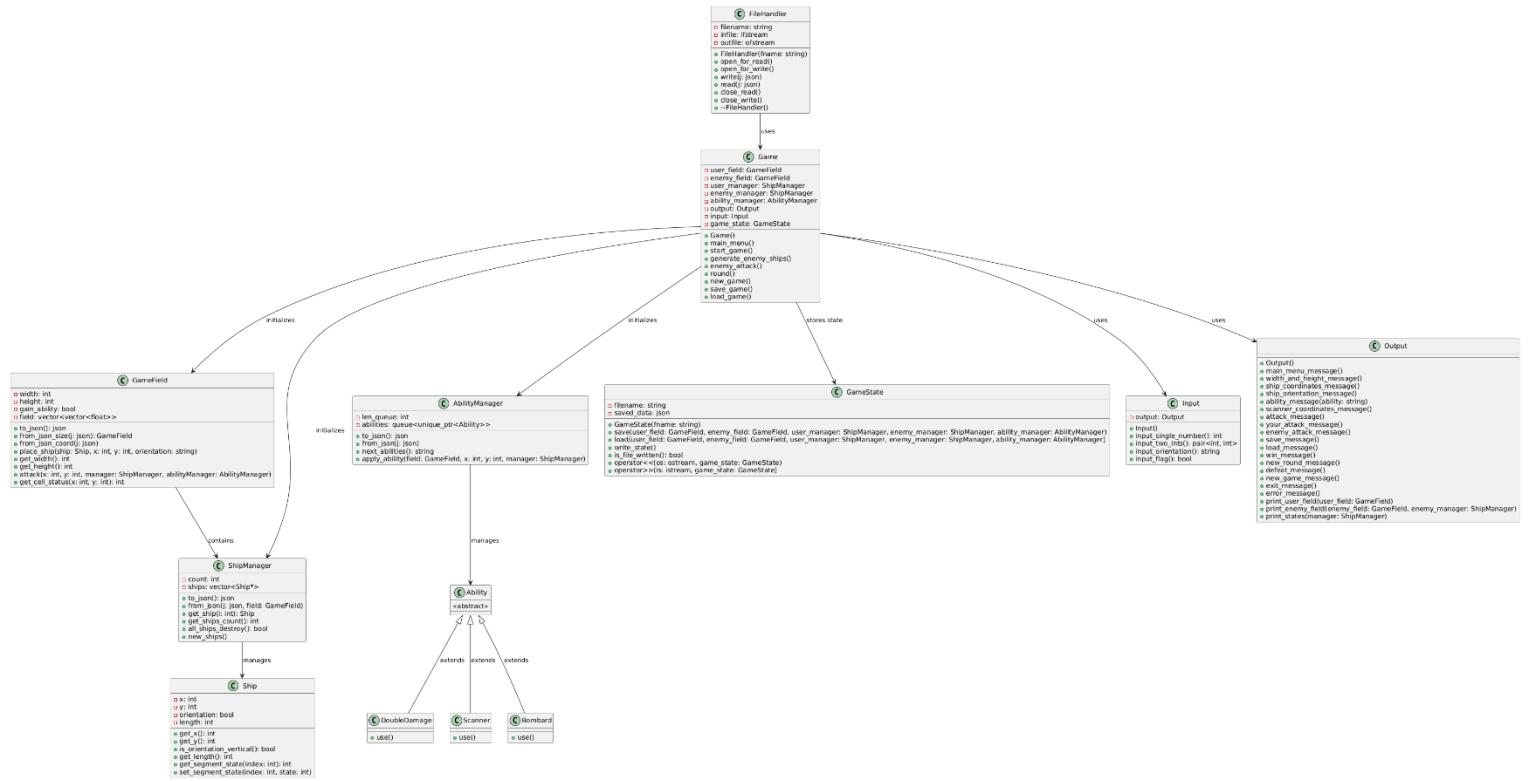 FileHandler
filename: string
infile: ifstream
outfile: ofstream
FileHandler(fname: string)
open_for_read()
open_for_write()
write(j: json)
read(j: json)
close_read()
close_write()
~FileHandler()
uses
Game
user_field: GameField
enemy_field: GameField
user_manager: ShipManager
enemy_manager: ShipManager
ability_manager: AbilityManager
output: Output
input: Input
game_state: GameState
Game()
main_menu()
start_game()
generate_enemy_ships()
enemy_attack()
round()
new_game()
save_game()
load_game()
initializes
initializes
stores state
uses
uses
initializes
GameField
width: int
height: int
gain_ability: bool
field: vector<vector<float>>
to_json(): json
from_json_size(j: json): GameField
from_json_coord(j: json)
place_ship(ship: Ship, x: int, y: int, orientation: string)
get_width(): int
get_height(): int
attack(x: int, y: int, manager: ShipManager, abilityManager: AbilityManager)
get_cell_status(x: int, y: int): int
AbilityManager
len_queue: int
abilities: queue<unique_ptr<Ability>>
to_json(): json
from_json(j: json)
next_abilities(): string
apply_ability(field: GameField, x: int, y: int, manager: ShipManager)
GameState
filename: string
saved_data: json
GameState(fname: string)
save(user_field: GameField, enemy_field: GameField, user_manager: ShipManager, enemy_manager: ShipManager, ability_manager: AbilityManager)
load(user_field: GameField, enemy_field: GameField, user_manager: ShipManager, enemy_manager: ShipManager, ability_manager: AbilityManager)
write_state()
is_file_written(): bool
operator<<(os: ostream, game_state: GameState)
operator>>(is: istream, game_state: GameState)
Input
output: Output
Input()
input_single_number(): int
input_two_ints(): pair<int, int>
input_orientation(): string
input_flag(): bool
Output
Output()
main_menu_message()
width_and_height_message()
ship_coordinates_message()
ship_orientation_message()
ability_message(ability: string)
scanner_coordinates_message()
attack_message()
your_attack_message()
enemy_attack_message()
save_message()
load_message()
win_message()
new_round_message()
defeat_message()
new_game_message()
exit_message()
error_message()
print_user_field(user_field: GameField)
print_enemy_field(enemy_field: GameField, enemy_manager: ShipManager)
print_states(manager: ShipManager)
contains
manages
ShipManager
count: int
ships: vector<Ship*>
to_json(): json
from_json(j: json, field: GameField)
get_ship(i: int): Ship
get_ships_count(): int
all_ships_destroy(): bool
new_ships()
manages
Ability
«abstract»
extends
extends
extends
Ship
x: int
y: int
orientation: bool
length: int
get_x(): int
get_y(): int
is_orientation_vertical(): bool
get_length(): int
get_segment_state(index: int): int
set_segment_state(index: int, state: int)
DoubleDamage
use()
Scanner
use()
Bombard
use()